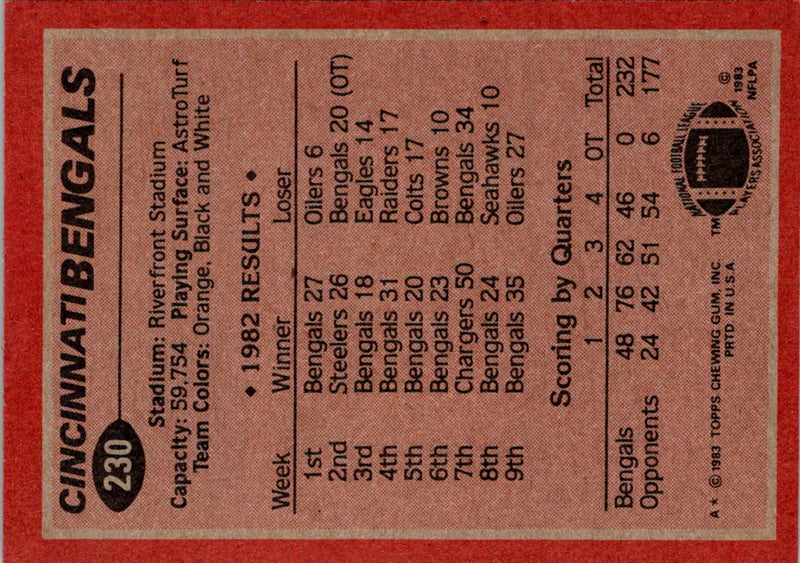 CINCINNATI BENGALS
230
Stadium: Riverfront Stadium
Capacity: 59,754 Playing Surface: AstroTurf
Team Colors: Orange, Black and White
♦ 1982 RESULTS ♦
Week Winner Loser
1st Bengals 27 Oilers 6
2nd Steelers 26 Bengals 20 (OT)
3rd Bengals 18 Eagles 14
4th Bengals 31 Raiders 17
5th Bengals 20 Colts 17
6th Bengals 23 Browns 10
7th Chargers 50 Bengals 34
8th Bengals 24 Seahawks 10
9th Bengals 35 Oilers 27
Scoring by Quarters
1 2 3 4 OT Total
Bengals 48 76 62 46 0 232
Opponents 24 42 51 54 6 177
A★ © 1983 TOPPS CHEWING GUM, INC.
PRTD. IN U.S.A.
TM
NATIONAL FOOTBALL LEAGUE
PLAYERS ASSOCIATION
© 1983
NFLPA